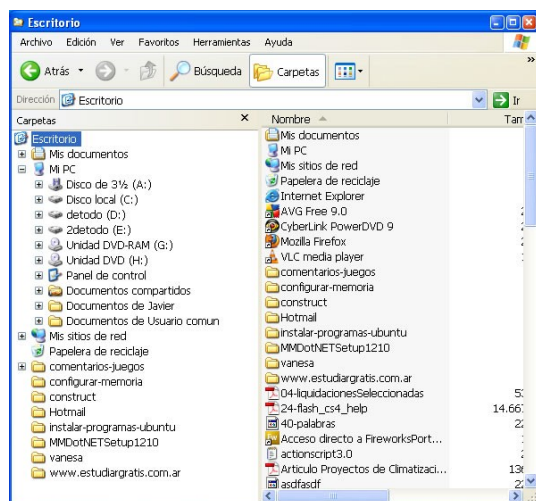 Escritorio
Archivo Edición Ver Favoritos Herramientas Ayuda
Atrás Búsqueda Carpetas
Dirección Escritorio Ir
Carpetas
Escritorio
Mis documentos
Mi PC
Disco de 3½ (A:)
Disco local (C:)
detodo (D:)
2detodo (E:)
Unidad DVD-RAM (G:)
Unidad DVD (H:)
Panel de control
Documentos compartidos
Documentos de Javier
Documentos de Usuario comun
Mis sitios de red
Papelera de reciclaje
comentarios-juegos
configurar-memoria
construct
Hotmail
instalar-programas-ubuntu
MMDotNETSetup1210
vanesa
www.estudiargratis.com.ar
Nombre
Mis documentos
Mi PC
Mis sitios de red
Papelera de reciclaje
Internet Explorer
AVG Free 9.0
CyberLink PowerDVD 9
Mozilla Firefox
VLC media player
comentarios-juegos
configurar-memoria
construct
Hotmail
instalar-programas-ubuntu
MMDotNETSetup1210
vanesa
www.estudiargratis.com.ar
04-liquidacionesSeleccionadas
24-flash_cs4_help 14.66
40-palabras
Acceso directo a FireworksPort...
actionscript3.0
Articulo Proyectos de Climatizaci...
asdfasdf